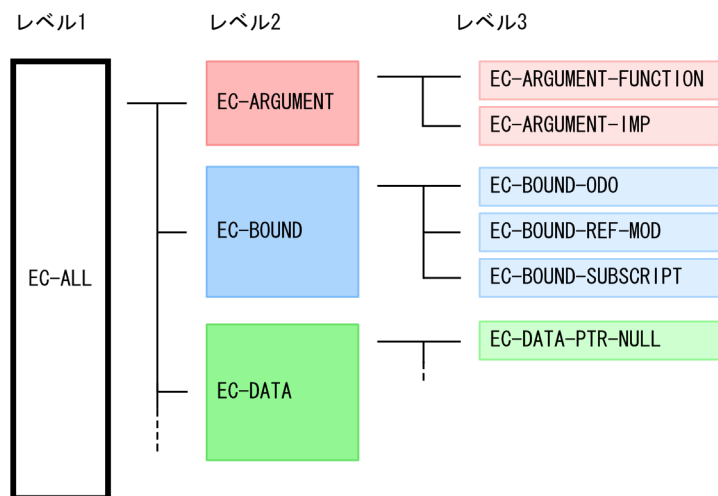 レベル1 レベル2 レベル3
EC-ARGUMENT EC-ARGUMENT-FUNCTION
EC-ARGUMENT-IMP
EC-BOUND EC-BOUND-ODO
EC-BOUND-REF-MOD
EC-ALL EC-BOUND-SUBSCRIPT
EC-DATA-PTR-NULL
EC-DATA